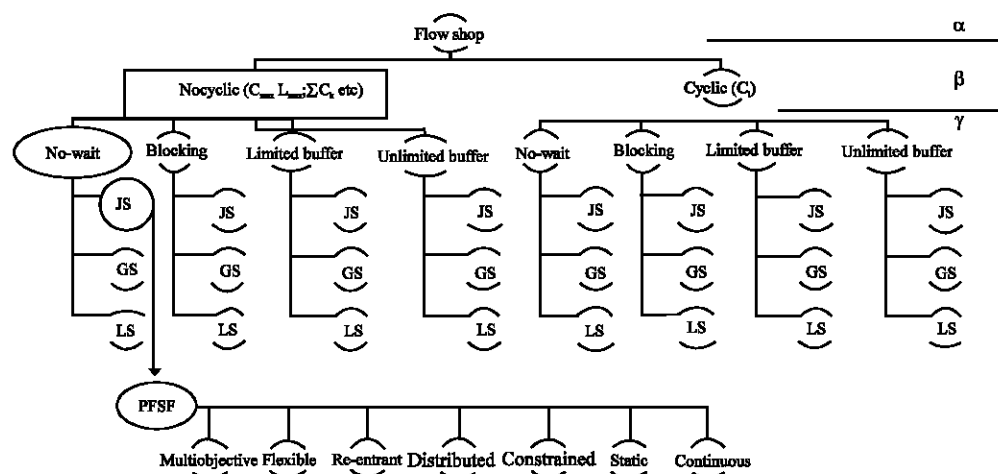 Flow shop
α
Nocyclic (Cmax Lmax;ΣCk etc)
Cyclic (Ct)
β
γ
No-wait Blocking Limited buffer Unlimited buffer No-wait Blocking Limited buffer Unlimited buffer
JS JS JS JS JS JS JS JS
GS GS GS GS GS GS GS GS
LS LS LS LS LS LS LS LS
PFSF
Multiobjective Flexible Re-entrant Distributed Constrained Static Continuous